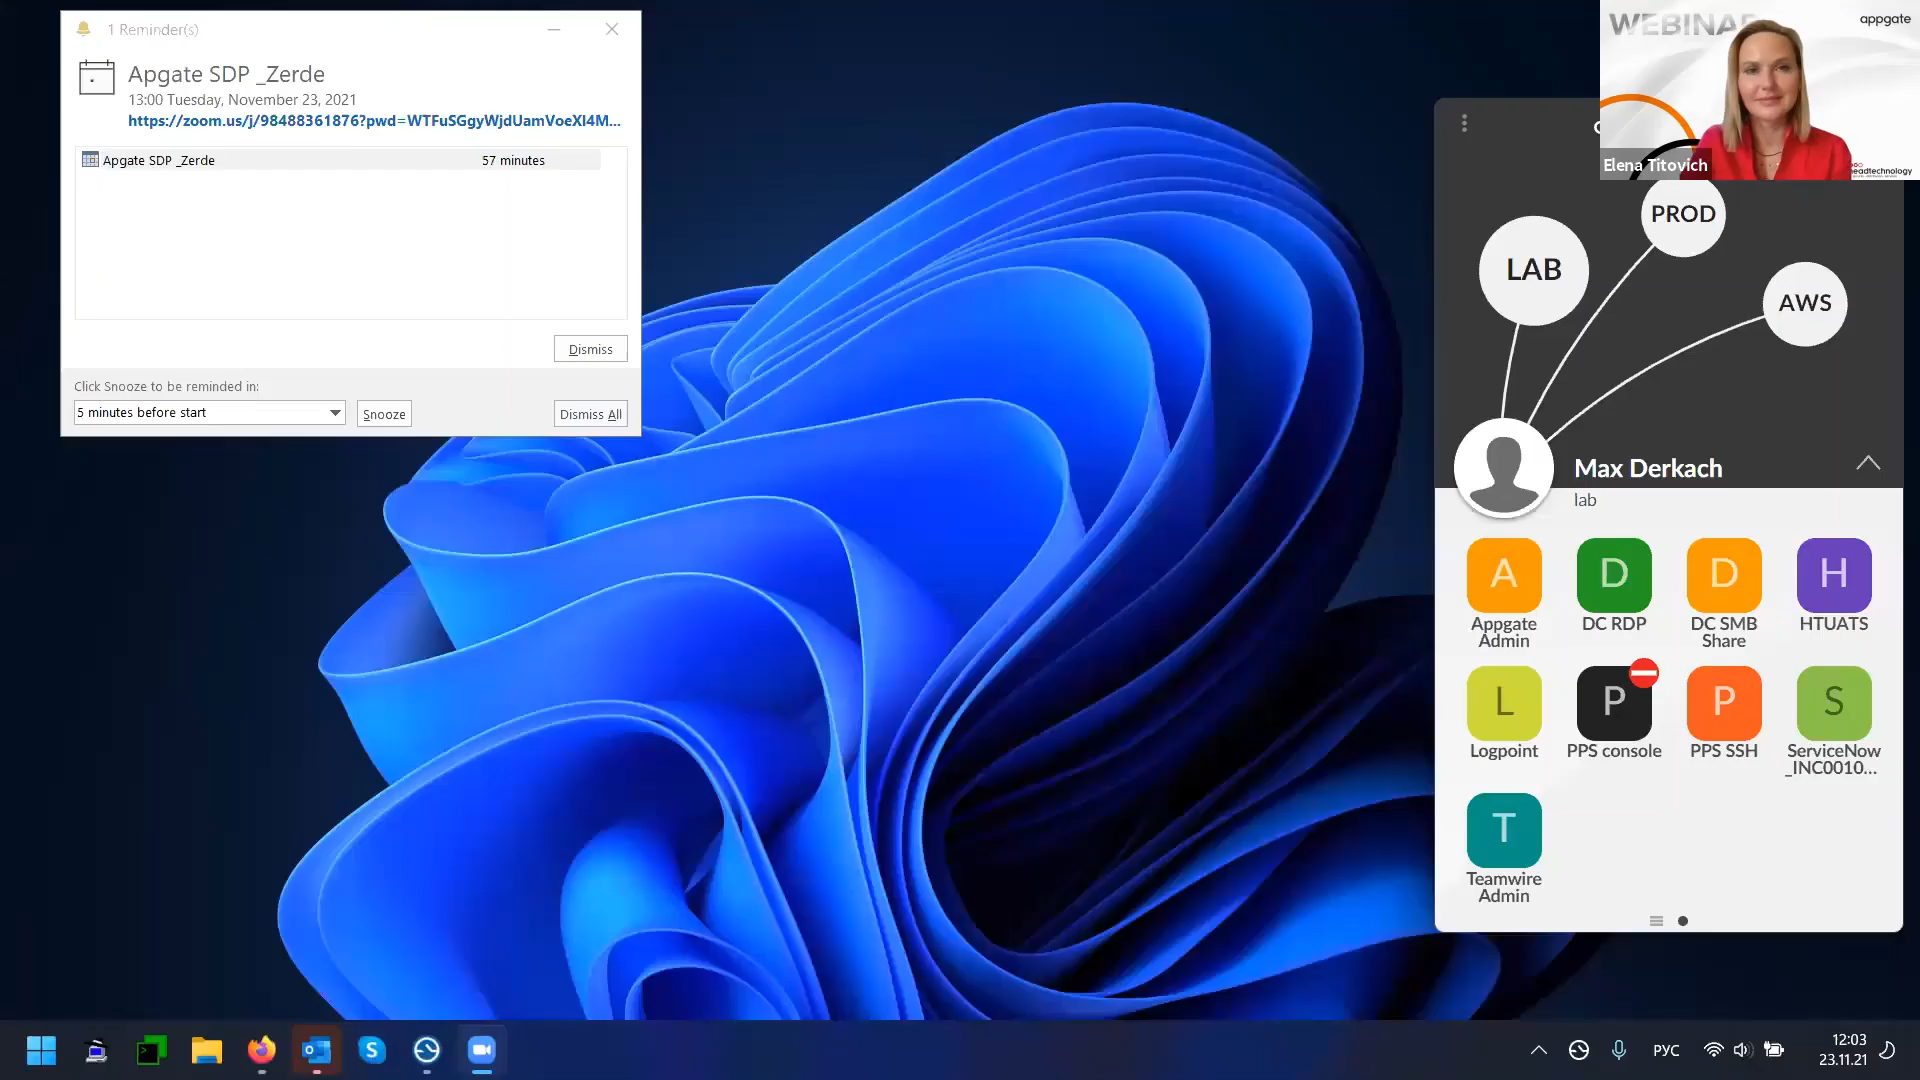 1 Reminder(s)
Apgate SDP _Zerde
13:00 Tuesday, November 23, 2021
https://zoom.us/j/98488361876?pwd=WTFuSGgyWjdUamVoeXI4M...
Apgate SDP _Zerde 57 minutes
Dismiss
Click Snooze to be reminded in:
5 minutes before start
Snooze
Dismiss All
appgate
Elena Titovich
headtechnology
PROD
LAB
AWS
Max Derkach
lab
A
D
D
H
Appgate
Admin
DC RDP
DC SMB
Share
HTUATS
L
P
P
S
Logpoint
PPS console
PPS SSH
ServiceNow
_INC0010...
T
Teamwire
Admin
РУС
12:03
23.11.21